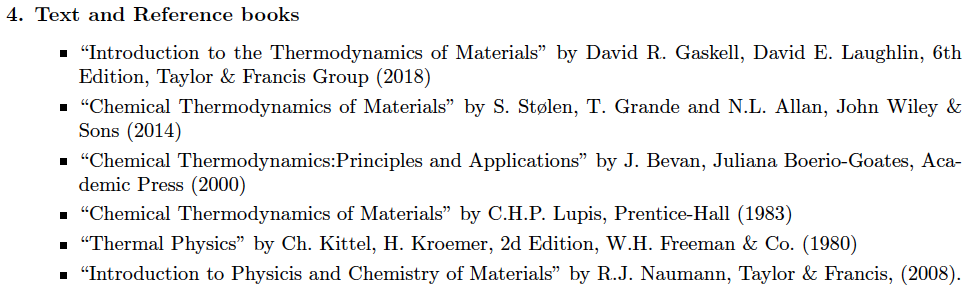 4. Text and Reference books
▪ “Introduction to the Thermodynamics of Materials” by David R. Gaskell, David E. Laughlin, 6th
Edition, Taylor & Francis Group (2018)
▪ “Chemical Thermodynamics of Materials” by S. Stølen, T. Grande and N.L. Allan, John Wiley &
Sons (2014)
▪ “Chemical Thermodynamics:Principles and Applications” by J. Bevan, Juliana Boerio-Goates, Aca-
demic Press (2000)
▪ “Chemical Thermodynamics of Materials” by C.H.P. Lupis, Prentice-Hall (1983)
▪ “Thermal Physics” by Ch. Kittel, H. Kroemer, 2d Edition, W.H. Freeman & Co. (1980)
▪ “Introduction to Physicis and Chemistry of Materials” by R.J. Naumann, Taylor & Francis, (2008).